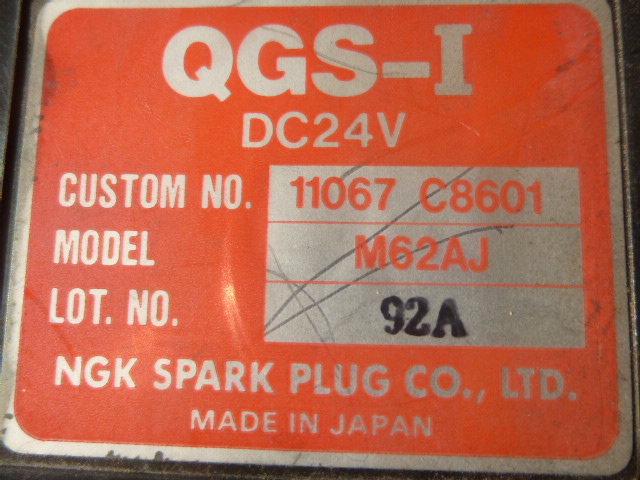 QGS-I
DC24V
CUSTOM NO. 11067 C8601
MODEL M62AJ
LOT. NO. 92A
NGK SPARK PLUG CO., LTD.
MADE IN JAPAN